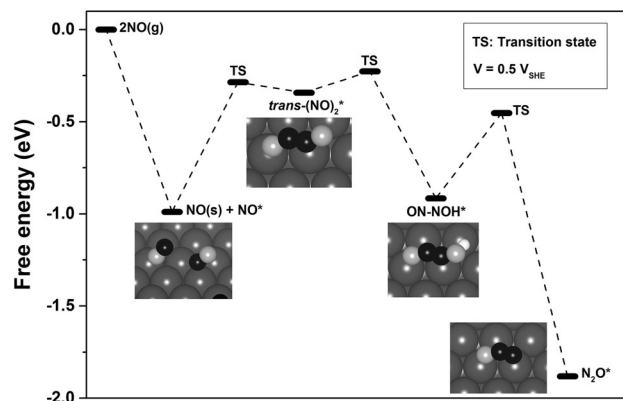 0.0
-0.5
-1.0
-1.5
-2.0
Free energy (eV)
2NO(g)
NO(s) + NO*
TS
trans-(NO)2*
TS
ON-NOH*
TS
N2O*
TS: Transition state
V = 0.5 VSHE